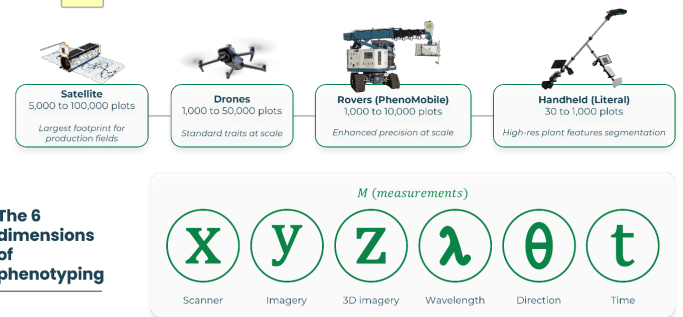 Satellite
5,000 to 100,000 plots
Largest footprint for
production fields
Drones
1,000 to 50,000 plots
Standard traits at scale
Rovers (PhenoMobile)
1,000 to 10,000 plots
Enhanced precision at scale
Handheld (Literal)
30 to 1,000 plots
High-res plant features segmentation
The 6
dimensions
of
phenotyping
M (measurements)
x y z λ θ t
Scanner Imagery 3D imagery Wavelength Direction Time